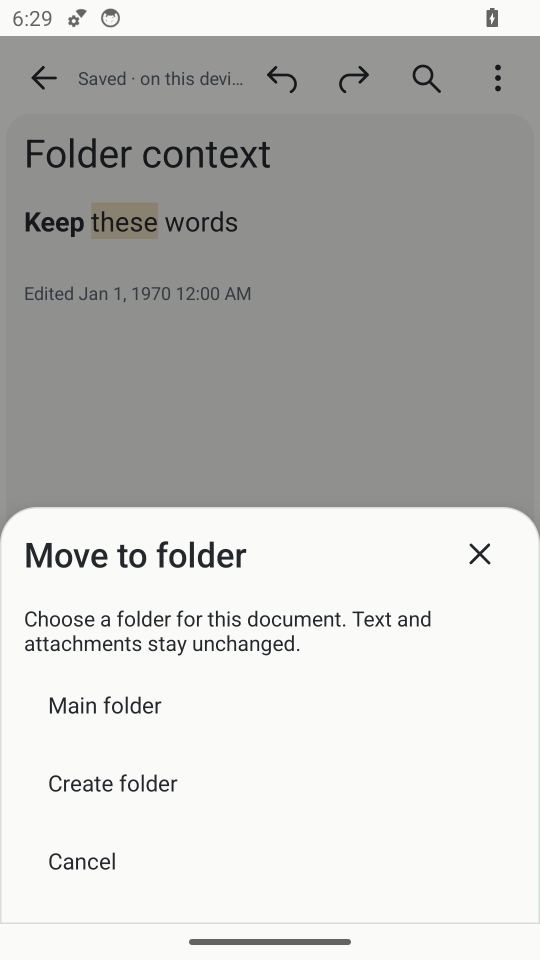 6:29
Saved · on this devi…
Folder context
Keep these words
Edited Jan 1, 1970 12:00 AM
Move to folder
Choose a folder for this document. Text and
attachments stay unchanged.
Main folder
Create folder
Cancel